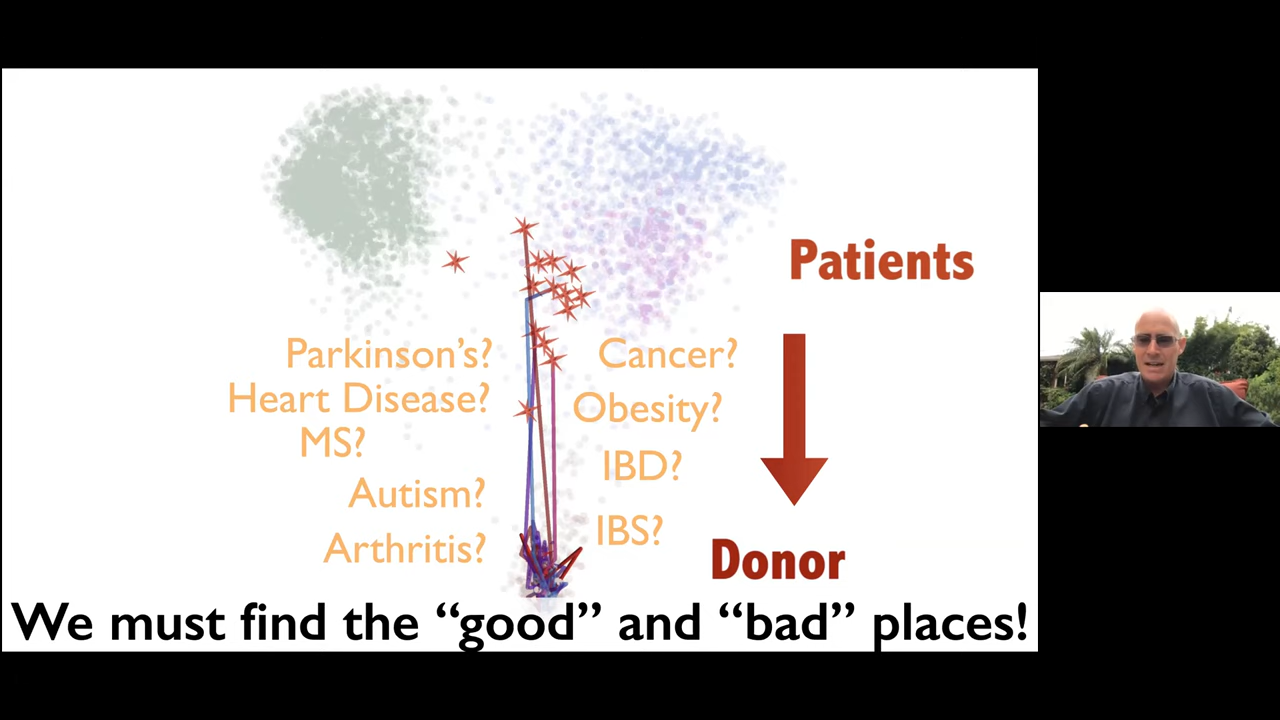 Patients
Parkinson's?
Cancer?
Heart Disease?
Obesity?
MS?
IBD?
Autism?
IBS?
Arthritis?
Donor
We must find the “good” and “bad” places!